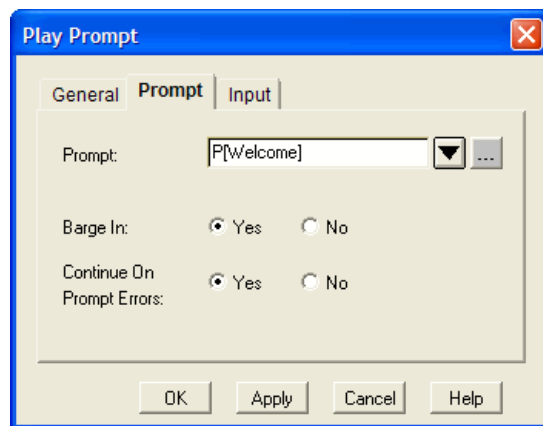 Play Prompt
General Prompt Input
Prompt: P[Welcome] ...
Barge In: Yes No
Continue On
Prompt Errors: Yes No
OK Apply Cancel Help